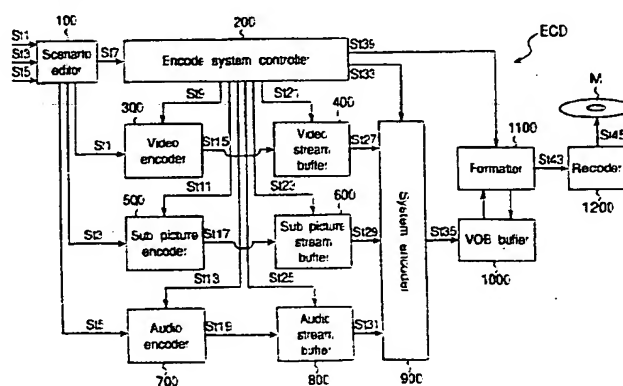 100
200
St1
St3
St5
Scenario editor
St7
Encode system controller
St39
St33
ECD
M
300
St9
St21
400
1100
St45
St1
Video encoder
St15
Video stream buffer
St27
Formatter
St43
Recoder
1200
St11
St23
500
600
St3
Sub picture encoder
St17
Sub picture stream buffer
St29
System encoder
St35
VOB buffer
1000
St13
St25
St5
Audio encoder
St19
Audio stream buffer
St31
700
800
900